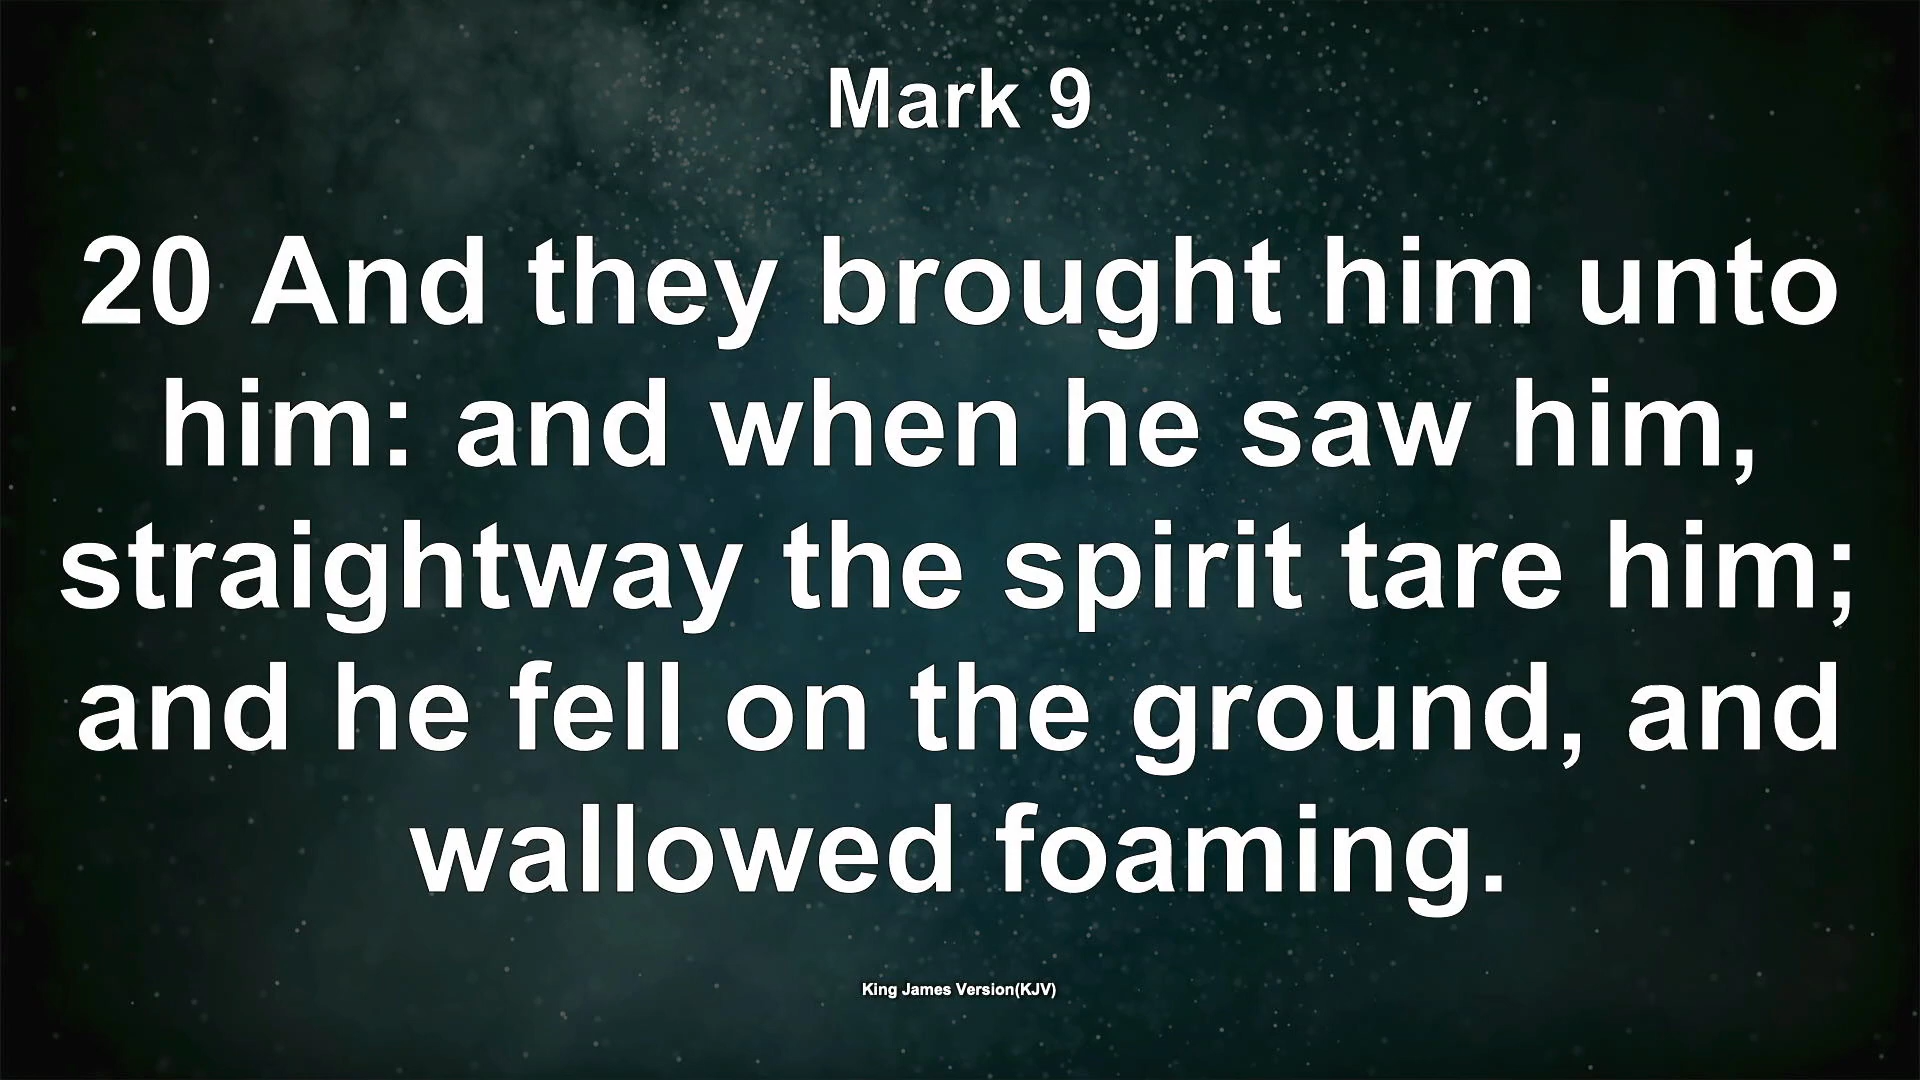 Mark 9
20 And they brought him unto
him: and when he saw him,
straightway the spirit tare him;
and he fell on the ground, and
wallowed foaming.
King James Version(KJV)